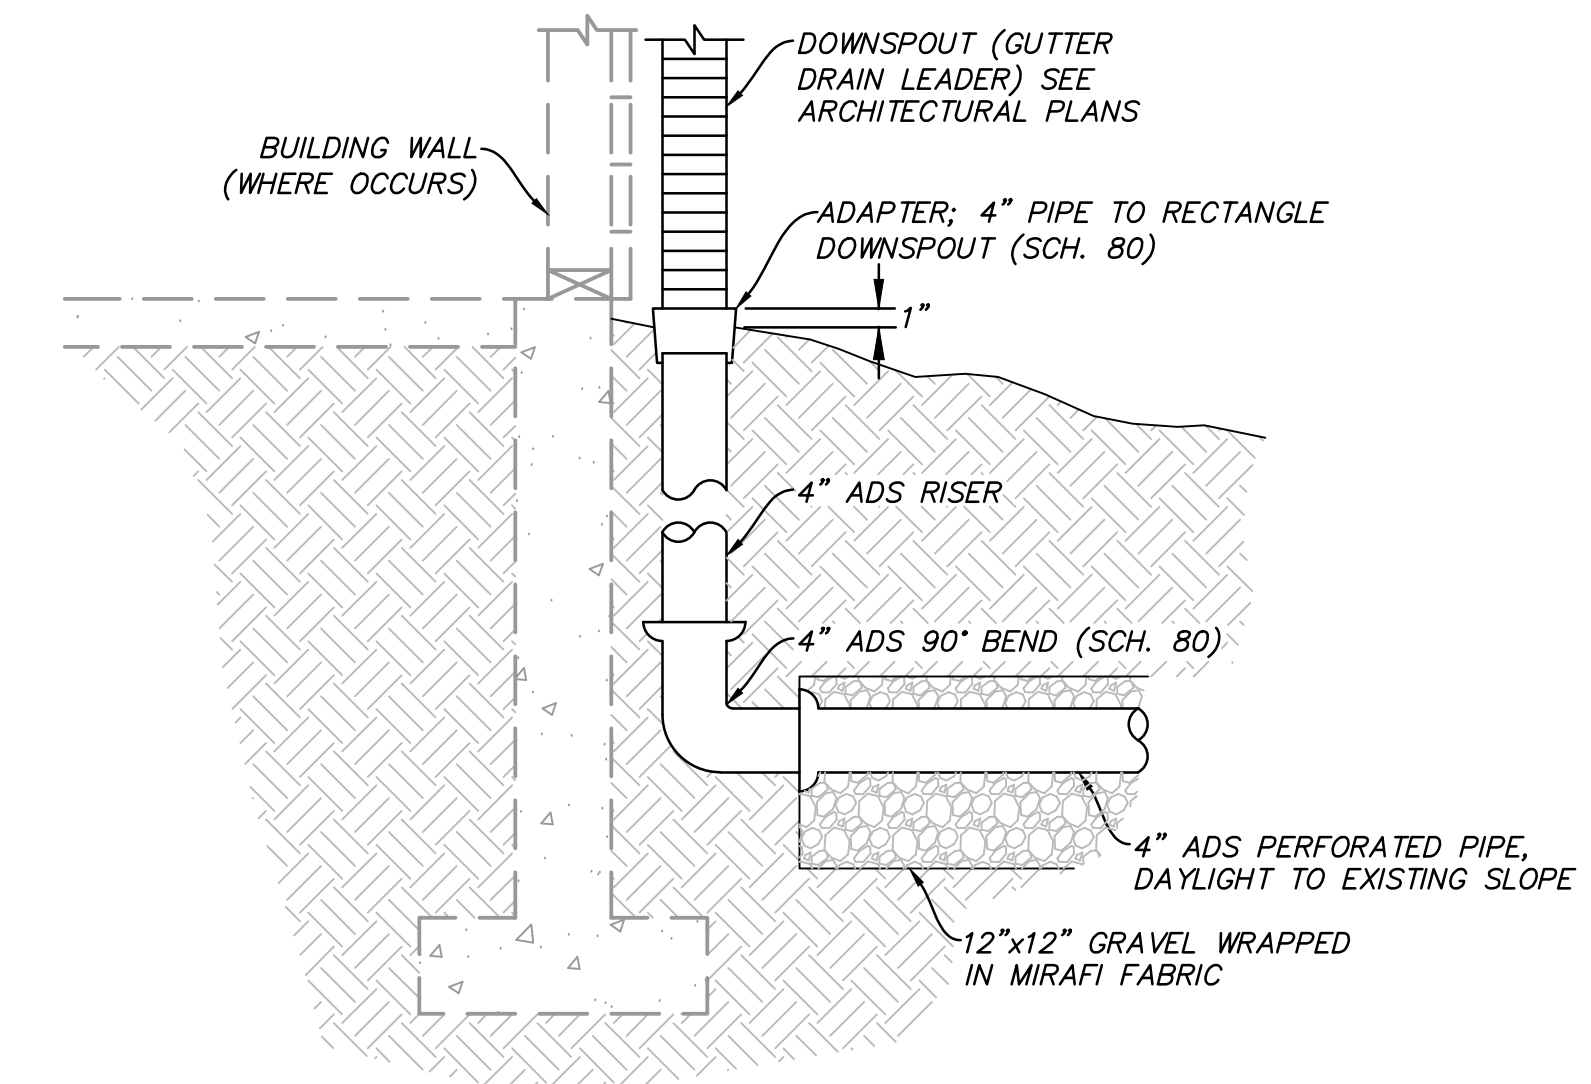 DOWNSPOUT (GUTTER
DRAIN LEADER) SEE
ARCHITECTURAL PLANS
BUILDING WALL
(WHERE OCCURS)
ADAPTER; 4" PIPE TO RECTANGLE
DOWNSPOUT (SCH. 80)
1"
4" ADS RISER
4" ADS 90° BEND (SCH. 80)
4" ADS PERFORATED PIPE,
DAYLIGHT TO EXISTING SLOPE
12"x12" GRAVEL WRAPPED
IN MIRAFI FABRIC